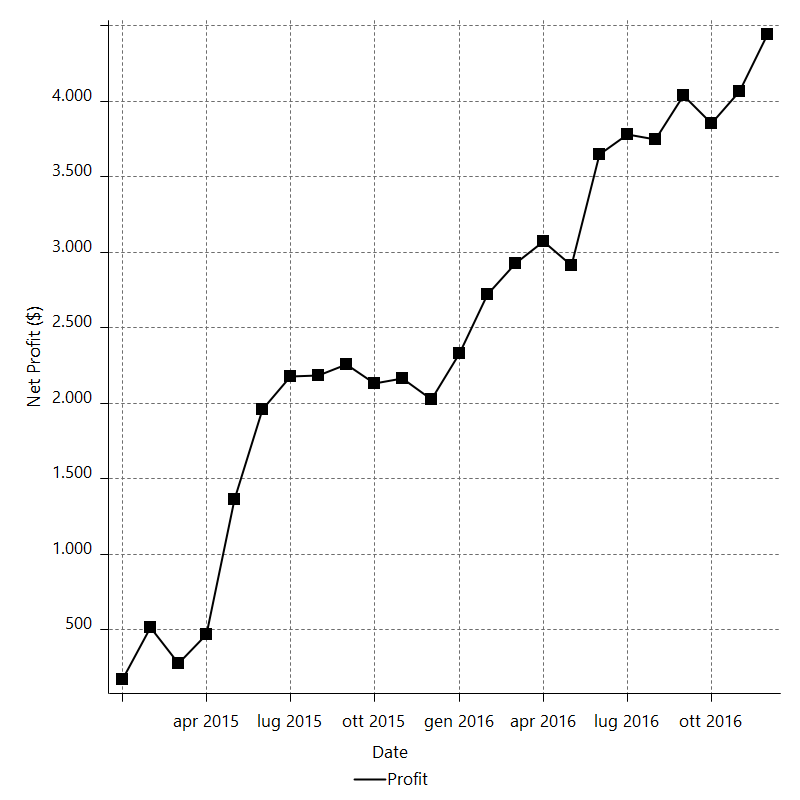 4.000
3.500
3.000
2.500
2.000
1.500
1.000
500
Net Profit ($)
apr 2015 lug 2015 ott 2015 gen 2016 apr 2016 lug 2016 ott 2016
Date
Profit